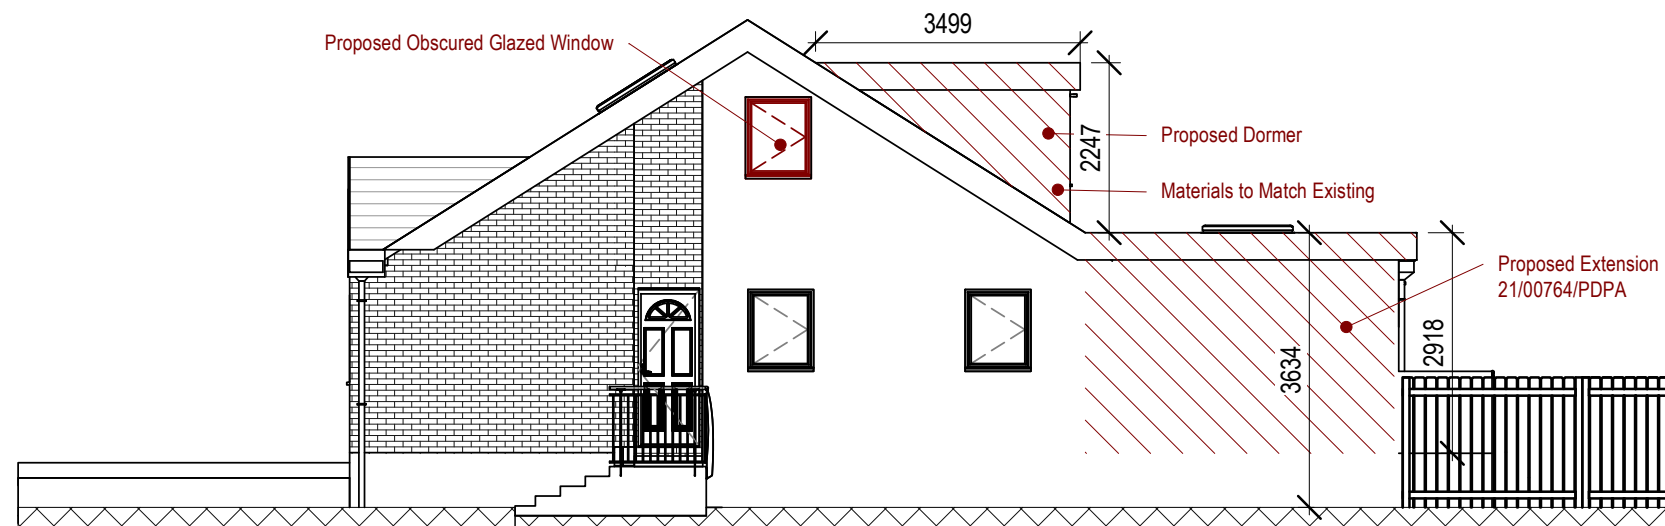 3499
Proposed Obscured Glazed Window
2247
Proposed Dormer
Materials to Match Existing
Proposed Extension
21/00764/PDPA
2918
3634